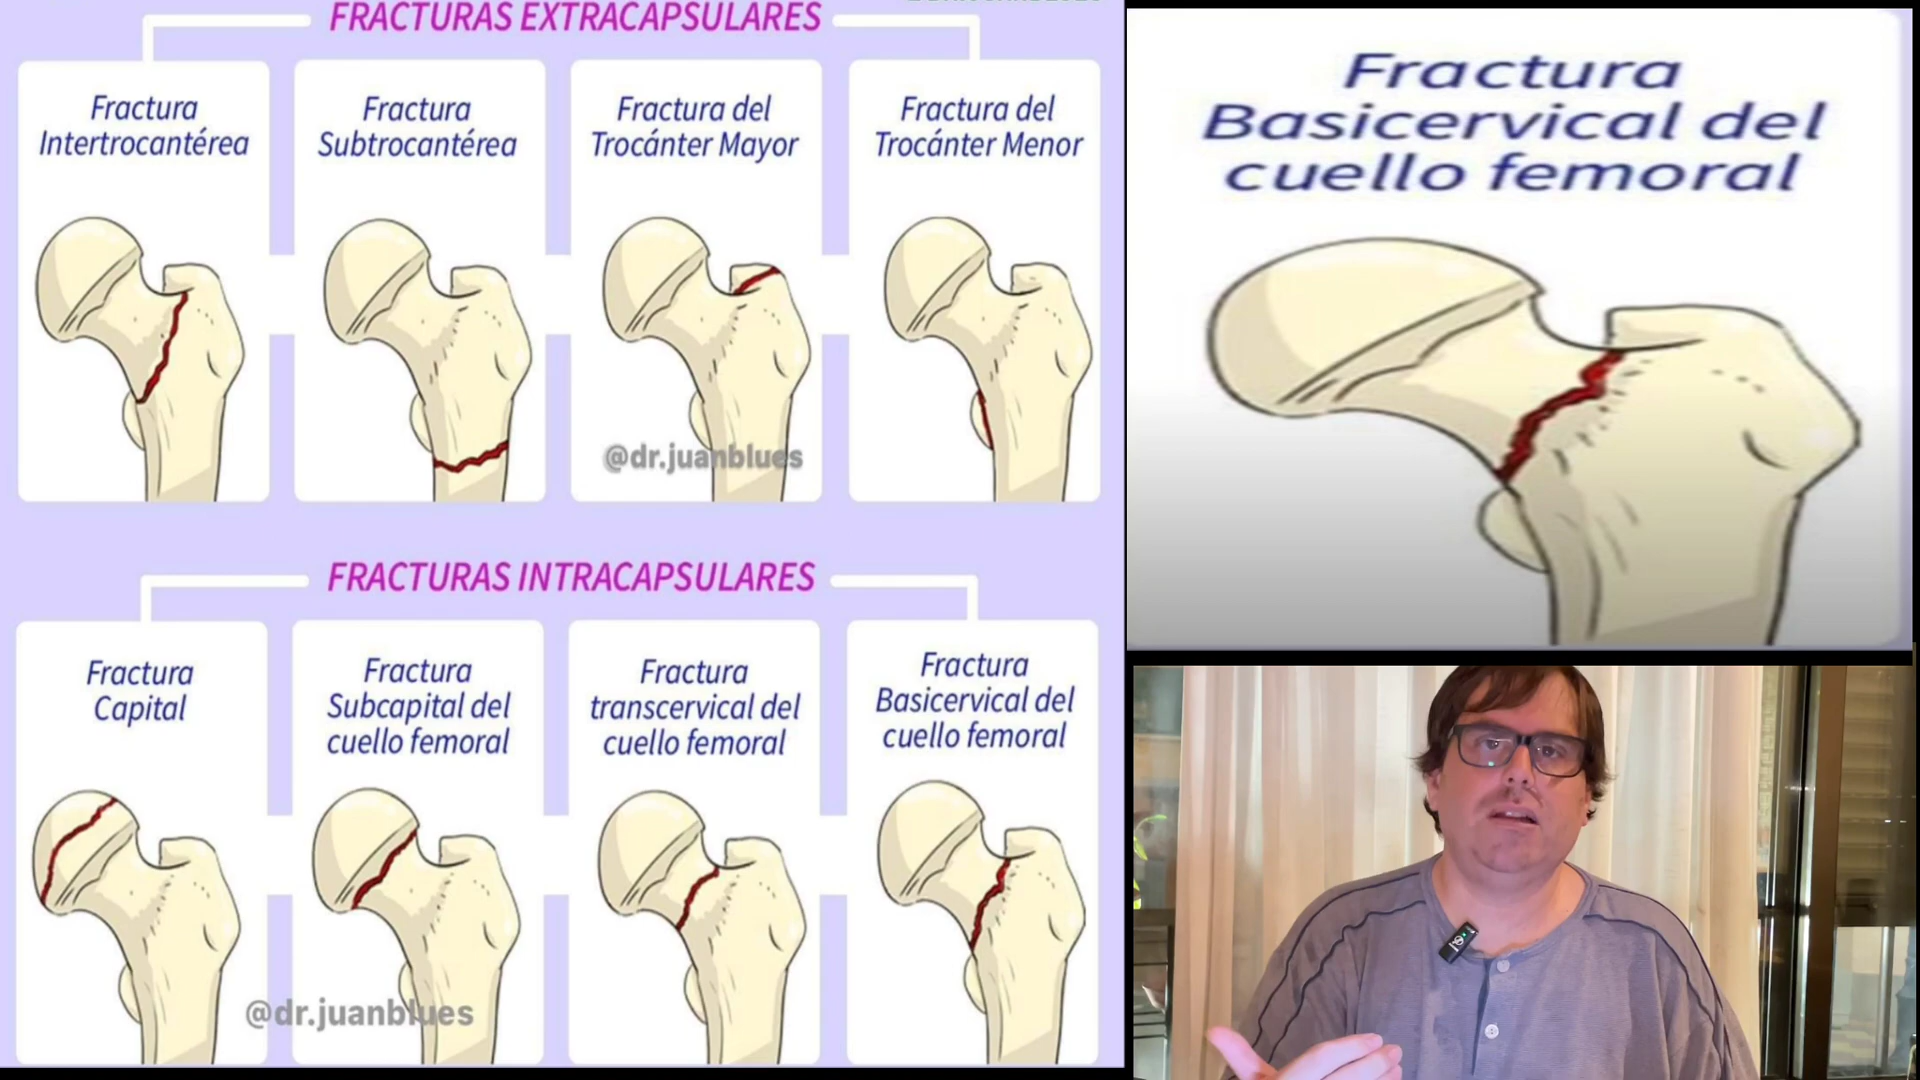 FRACTURAS EXTRACAPSULARES
Fractura
Intertrocantérea
Fractura
Subtrocantérea
Fractura del
Trocánter Mayor
Fractura del
Trocánter Menor
@dr.juanblues
FRACTURAS INTRACAPSULARES
Fractura
Capital
Fractura
Subcapital del
cuello femoral
Fractura
transcervical del
cuello femoral
Fractura
Basicervical del
cuello femoral
@dr.juanblues
Fractura
Basicervical del
cuello femoral